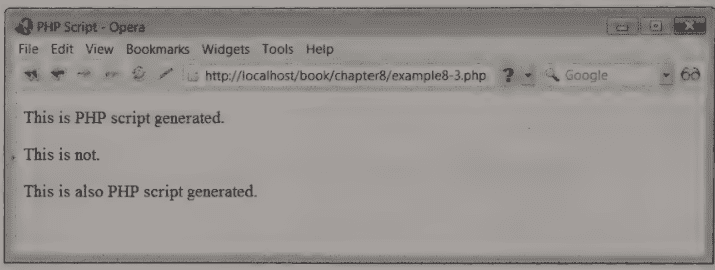 PHP Script - Opera
File Edit View Bookmarks Widgets Tools Help
http://localhost/book/chapter8/example8-3.php ? Google
This is PHP script generated.
This is not.
This is also PHP script generated.